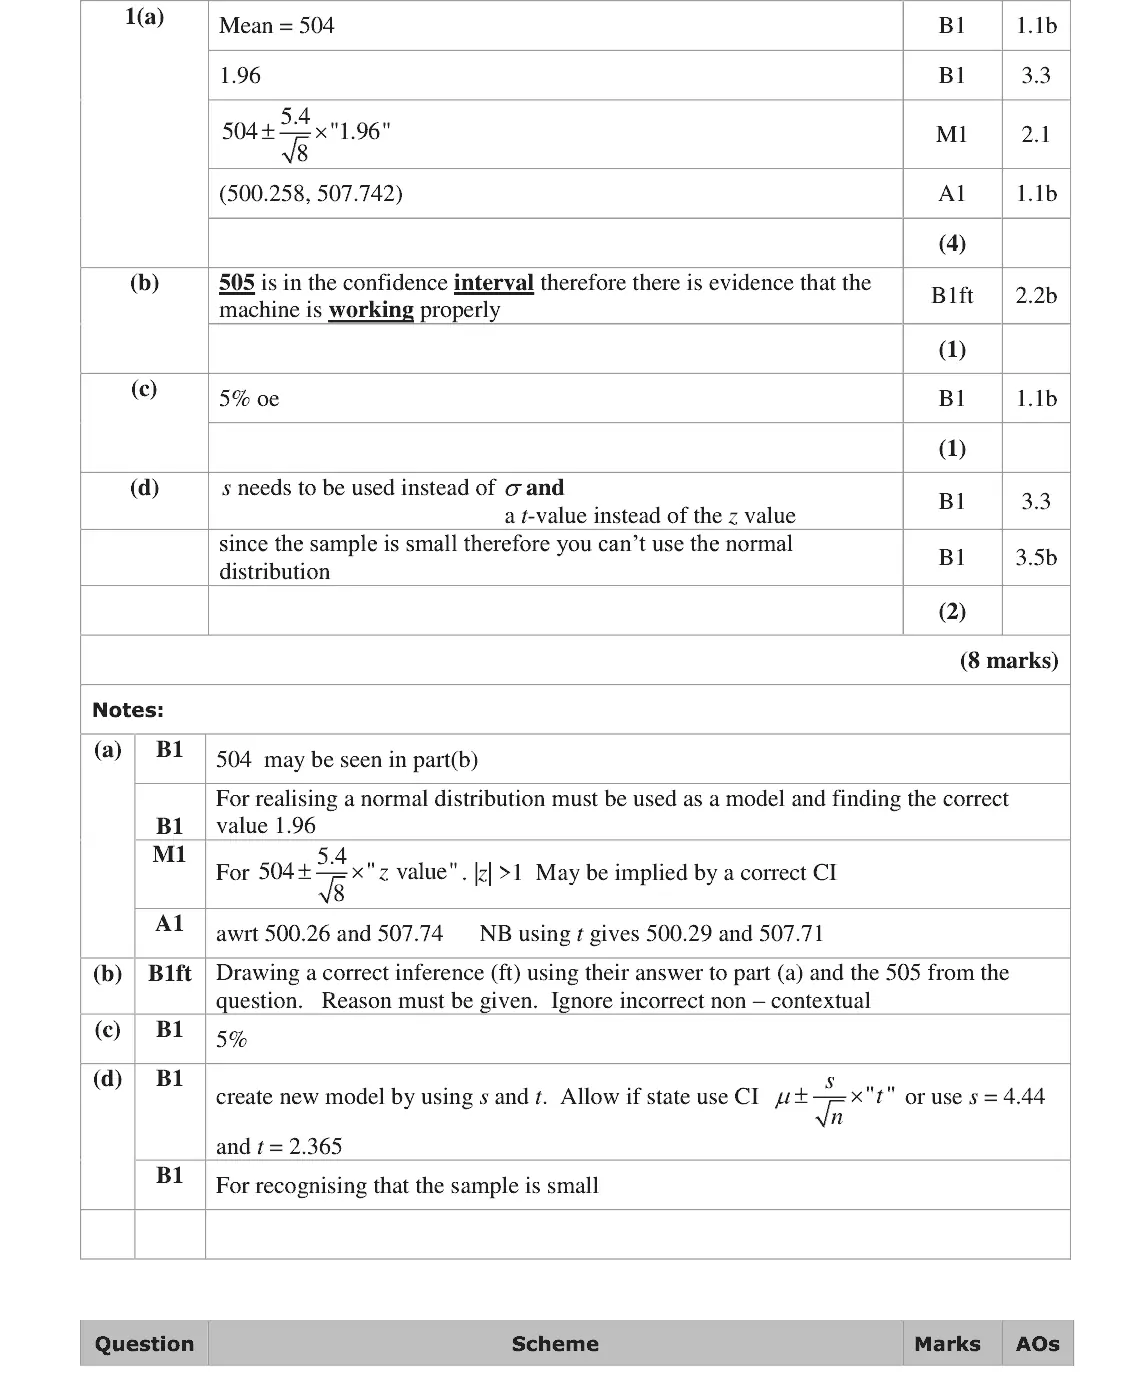 1(a) Mean = 504 B1 1.1b
1.96 B1 3.3
504 ± 5.4/√8 × "1.96" M1 2.1
(500.258, 507.742) A1 1.1b
(4)
(b) 505 is in the confidence interval therefore there is evidence that the
machine is working properly B1ft 2.2b
(1)
(c) 5% oe B1 1.1b
(1)
(d) s needs to be used instead of σ and
a t-value instead of the z value B1 3.3
since the sample is small therefore you can't use the normal
distribution B1 3.5b
(2)
(8 marks)
Notes:
(a) B1 504 may be seen in part(b)
For realising a normal distribution must be used as a model and finding the correct
B1 value 1.96
M1 For 504 ± 5.4/√8 × "z value". |z| >1 May be implied by a correct CI
A1 awrt 500.26 and 507.74 NB using t gives 500.29 and 507.71
(b) B1ft Drawing a correct inference (ft) using their answer to part (a) and the 505 from the
question. Reason must be given. Ignore incorrect non – contextual
(c) B1 5%
(d) B1 create new model by using s and t. Allow if state use CI μ ± s/√n × "t" or use s = 4.44
and t = 2.365
B1 For recognising that the sample is small
Question Scheme Marks AOs